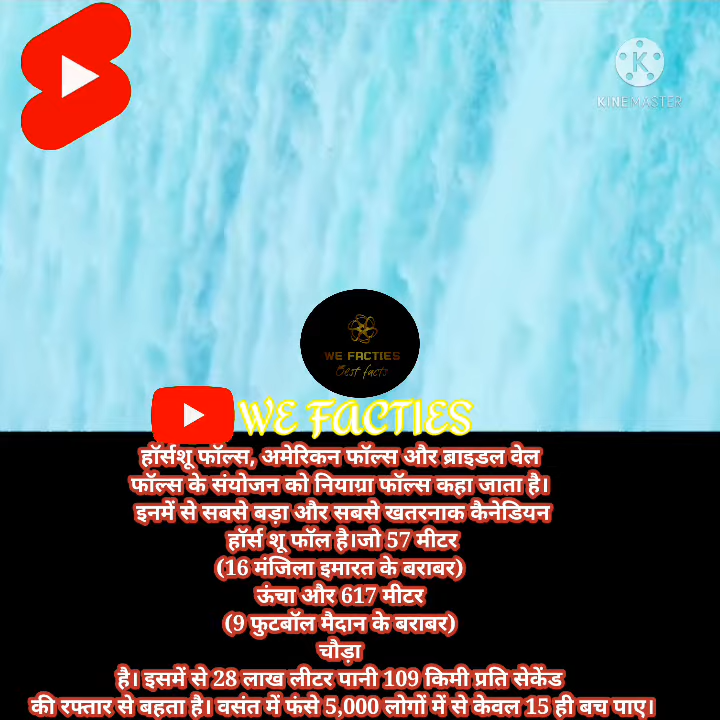 KINEMASTER
WE FACTIES
Best facts
WE FACTIES
हॉर्सशू फॉल्स, अमेरिकन फॉल्स और ब्राइडल वेल
फॉल्स के संयोजन को नियाग्रा फॉल्स कहा जाता है।
इनमें से सबसे बड़ा और सबसे खतरनाक कैनेडियन
हॉर्स शू फॉल है।जो 57 मीटर
(16 मंजिला इमारत के बराबर)
ऊंचा और 617 मीटर
(9 फुटबॉल मैदान के बराबर)
चौड़ा
है। इसमें से 28 लाख लीटर पानी 109 किमी प्रति सेकेंड
की रफ्तार से बहता है। वसंत में फंसे 5,000 लोगों में से केवल 15 ही बच पाए।